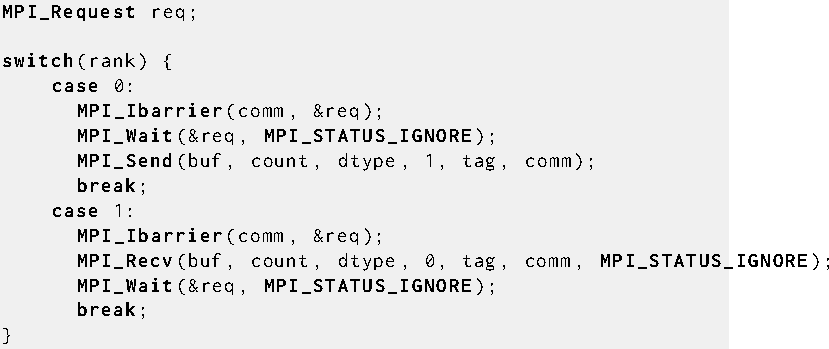 MPI_Request req;

switch(rank) {
    case 0:
      MPI_Ibarrier(comm, &req);
      MPI_Wait(&req, MPI_STATUS_IGNORE);
      MPI_Send(buf, count, dtype, 1, tag, comm);
      break;
    case 1:
      MPI_Ibarrier(comm, &req);
      MPI_Recv(buf, count, dtype, 0, tag, comm, MPI_STATUS_IGNORE);
      MPI_Wait(&req, MPI_STATUS_IGNORE);
      break;
}